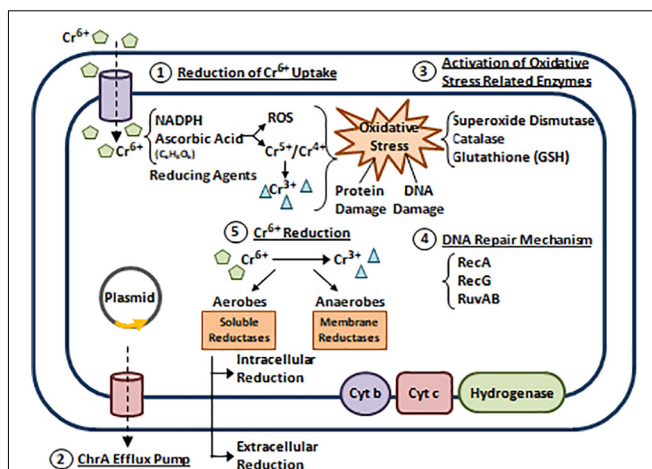 Cr6+
① Reduction of Cr6+ Uptake
③ Activation of Oxidative
Stress Related Enzymes
Cr6+
NADPH
Ascorbic Acid
(C6H8O6)
Reducing Agents
ROS
Cr5+/Cr4+
Cr3+
Oxidative
Stress
Protein
Damage
DNA
Damage
Superoxide Dismutase
Catalase
Glutathione (GSH)
⑤ Cr6+ Reduction
Cr6+
Cr3+
Aerobes
Soluble
Reductases
Anaerobes
Membrane
Reductases
④ DNA Repair Mechanism
RecA
RecG
RuvAB
Plasmid
Intracellular
Reduction
Cyt b
Cyt c
Hydrogenase
② ChrA Efflux Pump
Extracellular
Reduction